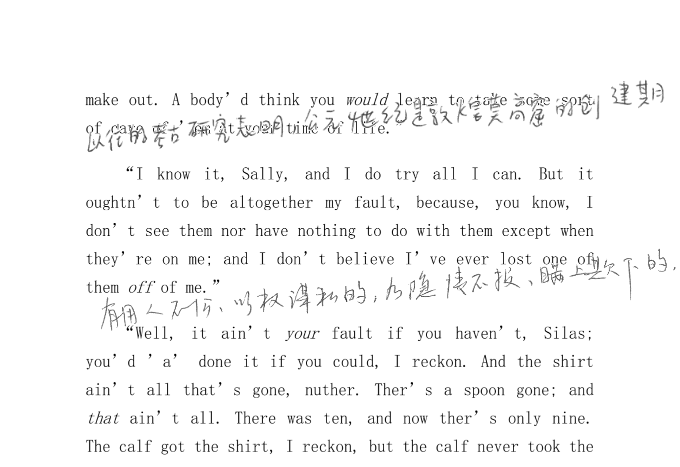 make out. A body’d think you would learn to take some sort
of care of ’em at your time of life.”
以往的考古研究表明,公元4世纪是敦煌莫高窟的创建期
“I know it, Sally, and I do try all I can. But it
oughtn’t to be altogether my fault, because, you know, I
don’t see them nor have nothing to do with them except when
they’re on me; and I don’t believe I’ve ever lost one of
them off of me.”
有用人不公、以权谋私的,有隐情不报、瞒上欺下的,
“Well, it ain’t your fault if you haven’t, Silas;
you’d ’a’ done it if you could, I reckon. And the shirt
ain’t all that’s gone, nuther. Ther’s a spoon gone; and
that ain’t all. There was ten, and now ther’s only nine.
The calf got the shirt, I reckon, but the calf never took the